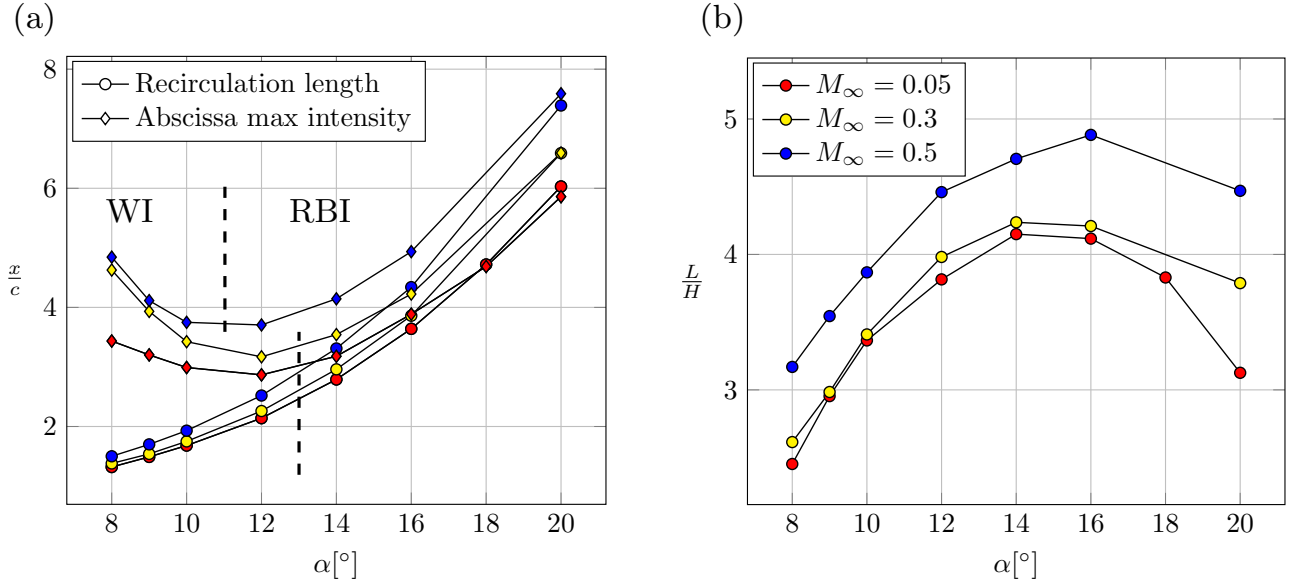 (a)
Recirculation length
Abscissa max intensity
WI
RBI
8
6
4
2
x/c
8 10 12 14 16 18 20
α[°]
(b)
M∞ = 0.05
M∞ = 0.3
M∞ = 0.5
5
4
3
L/H
8 10 12 14 16 18 20
α[°]